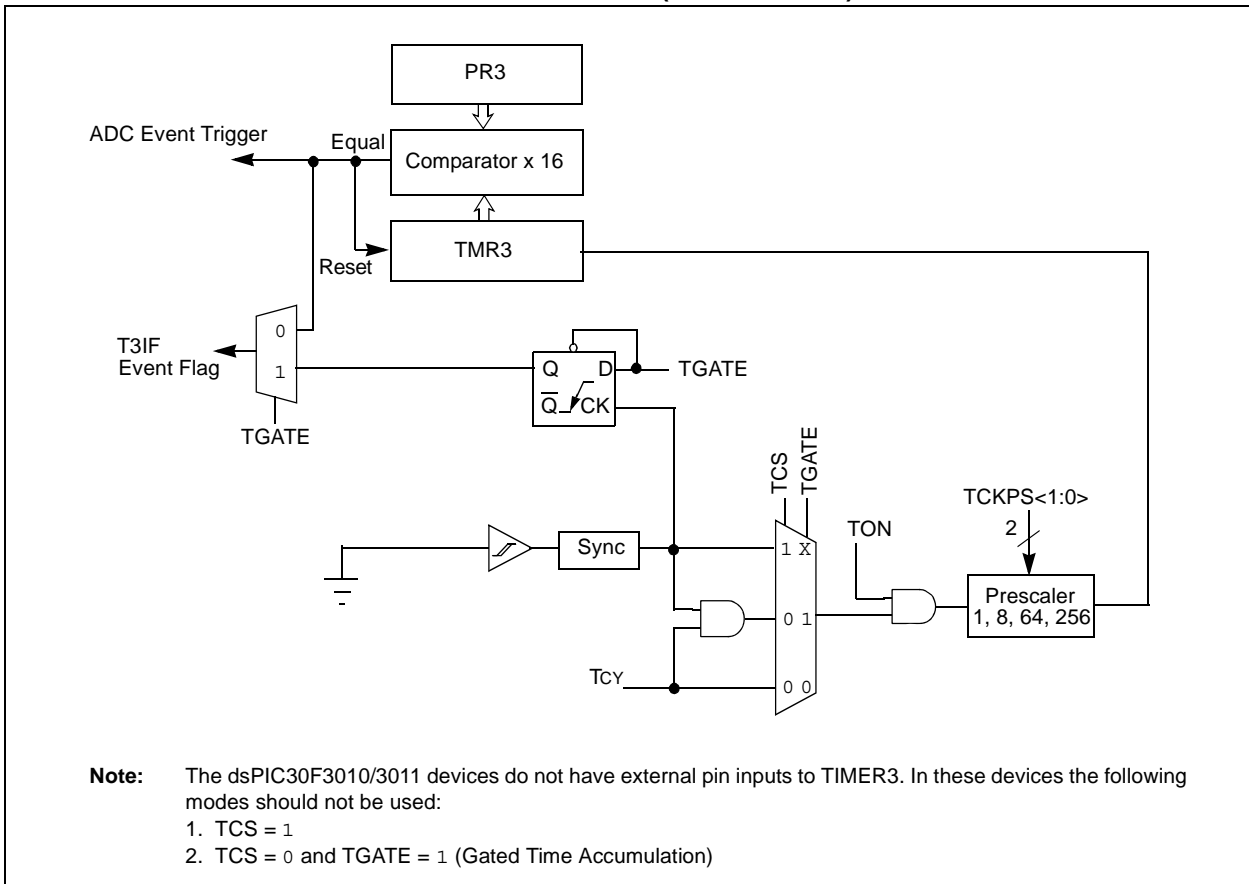 PR3
ADC Event Trigger
Equal
Comparator x 16
TMR3
Reset
0
T3IF
Event Flag
1
Q D
TGATE
Q CK
TGATE
TCS
TGATE
TCKPS<1:0>
2
TON
Sync
1 X
Prescaler
1, 8, 64, 256
0 1
TCY
0 0
Note: The dsPIC30F3010/3011 devices do not have external pin inputs to TIMER3. In these devices the following
modes should not be used:
1. TCS = 1
2. TCS = 0 and TGATE = 1 (Gated Time Accumulation)